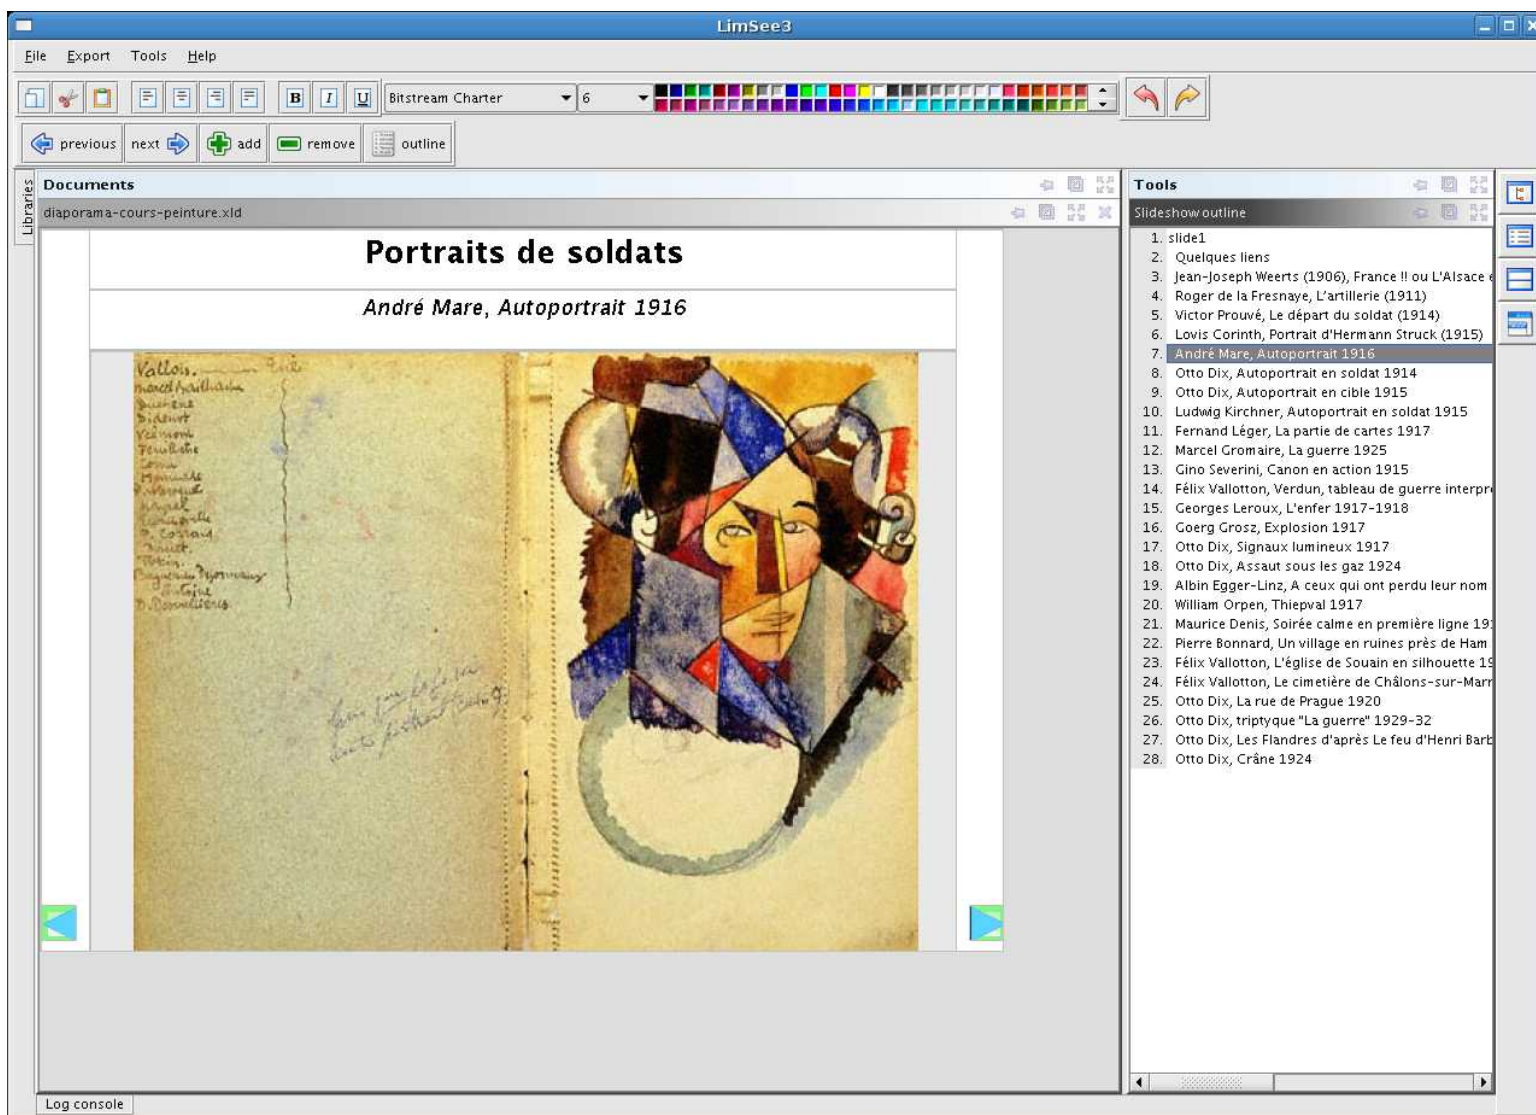 LimSee3
File Export Tools Help
B I U Bitstream Charter 6
previous next add remove outline
Libraries
Documents
diaporama-cours-peinture.xld
Portraits de soldats
André Mare, Autoportrait 1916
Vallois.
Tools
Slideshow outline
1. slide1
2. Quelques liens
3. Jean-Joseph Weerts (1906), France !! ou L'Alsace
4. Roger de la Fresnaye, L'artillerie (1911)
5. Victor Prouvé, Le départ du soldat (1914)
6. Lovis Corinth, Portrait d'Hermann Struck (1915)
7. André Mare, Autoportrait 1916
8. Otto Dix, Autoportrait en soldat 1914
9. Otto Dix, Autoportrait en cible 1915
10. Ludwig Kirchner, Autoportrait en soldat 1915
11. Fernand Léger, La partie de cartes 1917
12. Marcel Gromaire, La guerre 1925
13. Gino Severini, Canon en action 1915
14. Félix Vallotton, Verdun, tableau de guerre interpr
15. Georges Leroux, L'enfer 1917-1918
16. Goerg Grosz, Explosion 1917
17. Otto Dix, Signaux lumineux 1917
18. Otto Dix, Assaut sous les gaz 1924
19. Albin Egger-Linz, A ceux qui ont perdu leur nom
20. William Orpen, Thiepval 1917
21. Maurice Denis, Soirée calme en première ligne 19
22. Pierre Bonnard, Un village en ruines près de Ham
23. Félix Vallotton, L'église de Souain en silhouette 19
24. Félix Vallotton, Le cimetière de Châlons-sur-Marr
25. Otto Dix, La rue de Prague 1920
26. Otto Dix, triptyque "La guerre" 1929-32
27. Otto Dix, Les Flandres d'après Le feu d'Henri Barb
28. Otto Dix, Crâne 1924
Log console